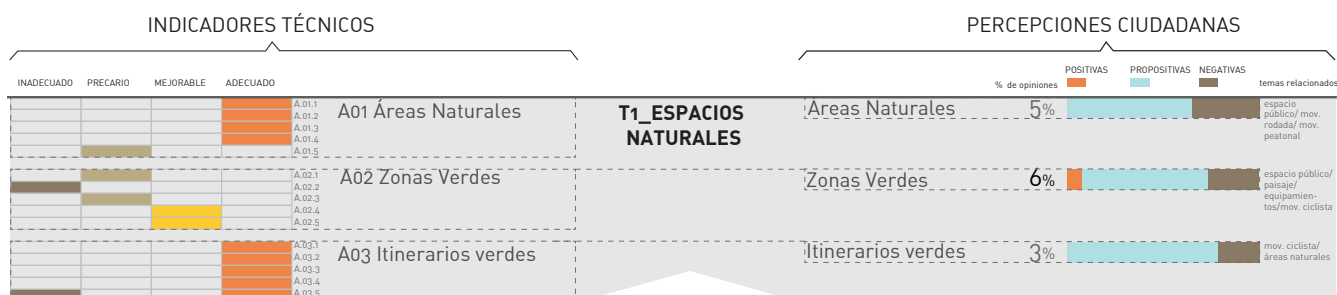 INDICADORES TÉCNICOS
PERCEPCIONES CIUDADANAS
INADECUADO PRECARIO MEJORABLE ADECUADO
% de opiniones POSITIVAS PROPOSITIVAS NEGATIVAS temas relacionados
A.01.1
A.01.2
A.01.3
A.01.4
A.01.5
A01 Áreas Naturales
T1_ESPACIOS
NATURALES
Áreas Naturales 5%
espacio
público/ mov.
rodada/ mov.
peatonal
A.02.1
A.02.2
A.02.3
A.02.4
A.02.5
A02 Zonas Verdes
Zonas Verdes 6%
espacio público/
paisaje/
equipamien-
tos/mov. ciclista
A.03.1
A.03.2
A.03.3
A.03.4
A.03.5
A03 Itinerarios verdes
Itinerarios verdes 3%
mov. ciclista/
áreas naturales